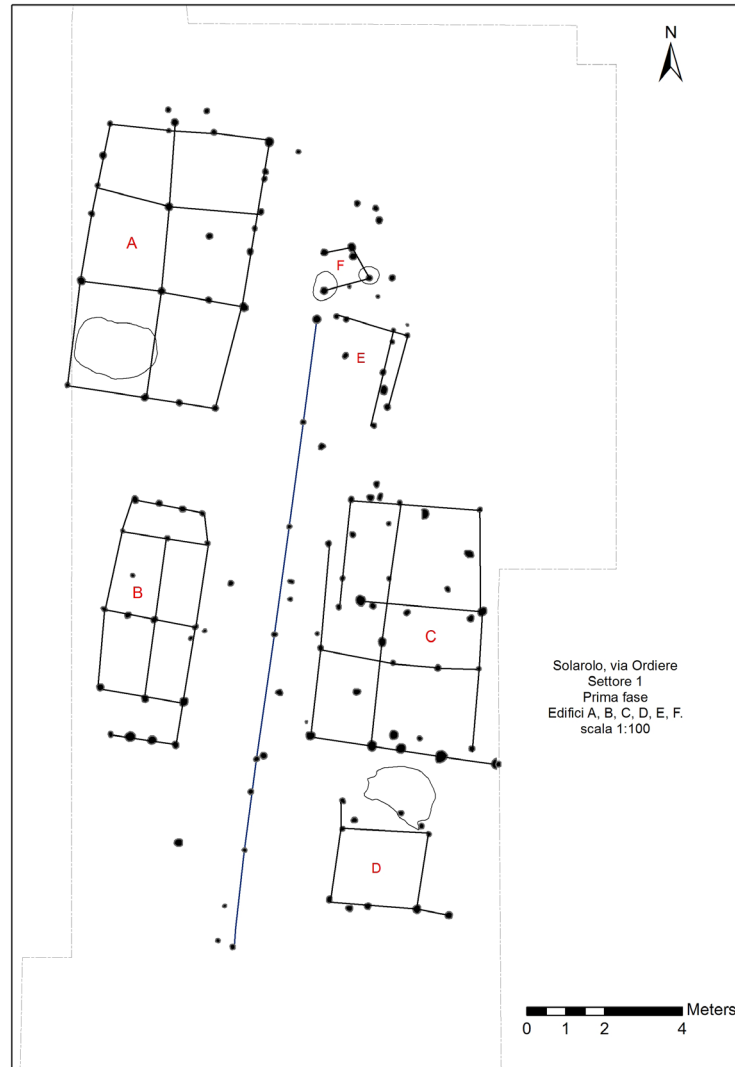 N
A
F
E
B
C
Solarolo, via Ordiere
Settore 1
Prima fase
Edifici A, B, C, D, E, F.
scala 1:100
D
Meters
0 1 2 4